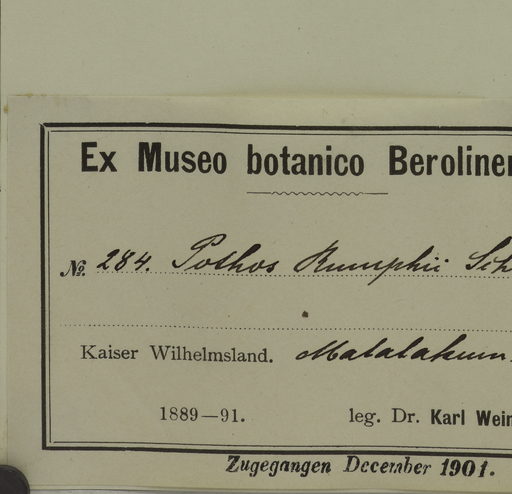 Ex Museo botanico Beroliner
№. 284. Pothos Rumphii Sch
Kaiser Wilhelmsland. Malalakum
1889—91. leg. Dr. Karl Wein
Zugegangen December 1901.